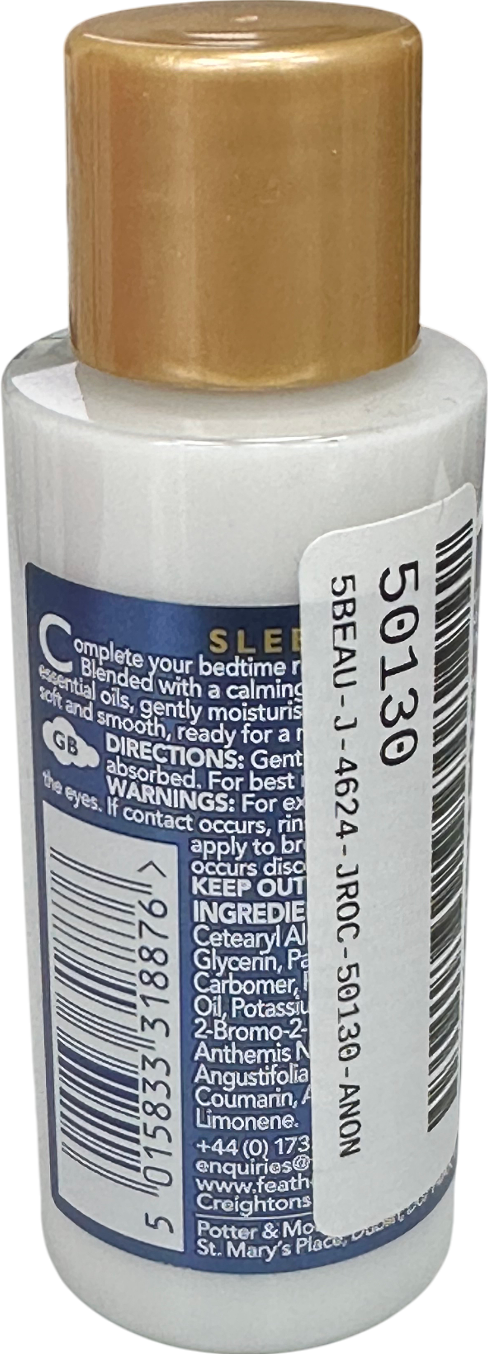 SLEE
Complete your bedtime r
Blended with a calming
essential oils, gently moisturis
soft and smooth, ready for a
GB
DIRECTIONS: Gent
absorbed. For best
WARNINGS: For ex
the eyes. If contact occurs, rin
apply to br
occurs disc
KEEP OUT
INGREDIE
Cetearyl Al
Glycerin, Pa
Carbomer,
Oil, Potassiu
2-Bromo-2-
Anthemis N
Angustifolia
Coumarin, A
Limonene.
+44 (0) 173
enquiries@
www.feath
Creightons
Potter & Mo
St. Mary's Place, Dublin,
5 015833 318876 >
50130
5BEAU-J-4624-JROC-50130-ANON